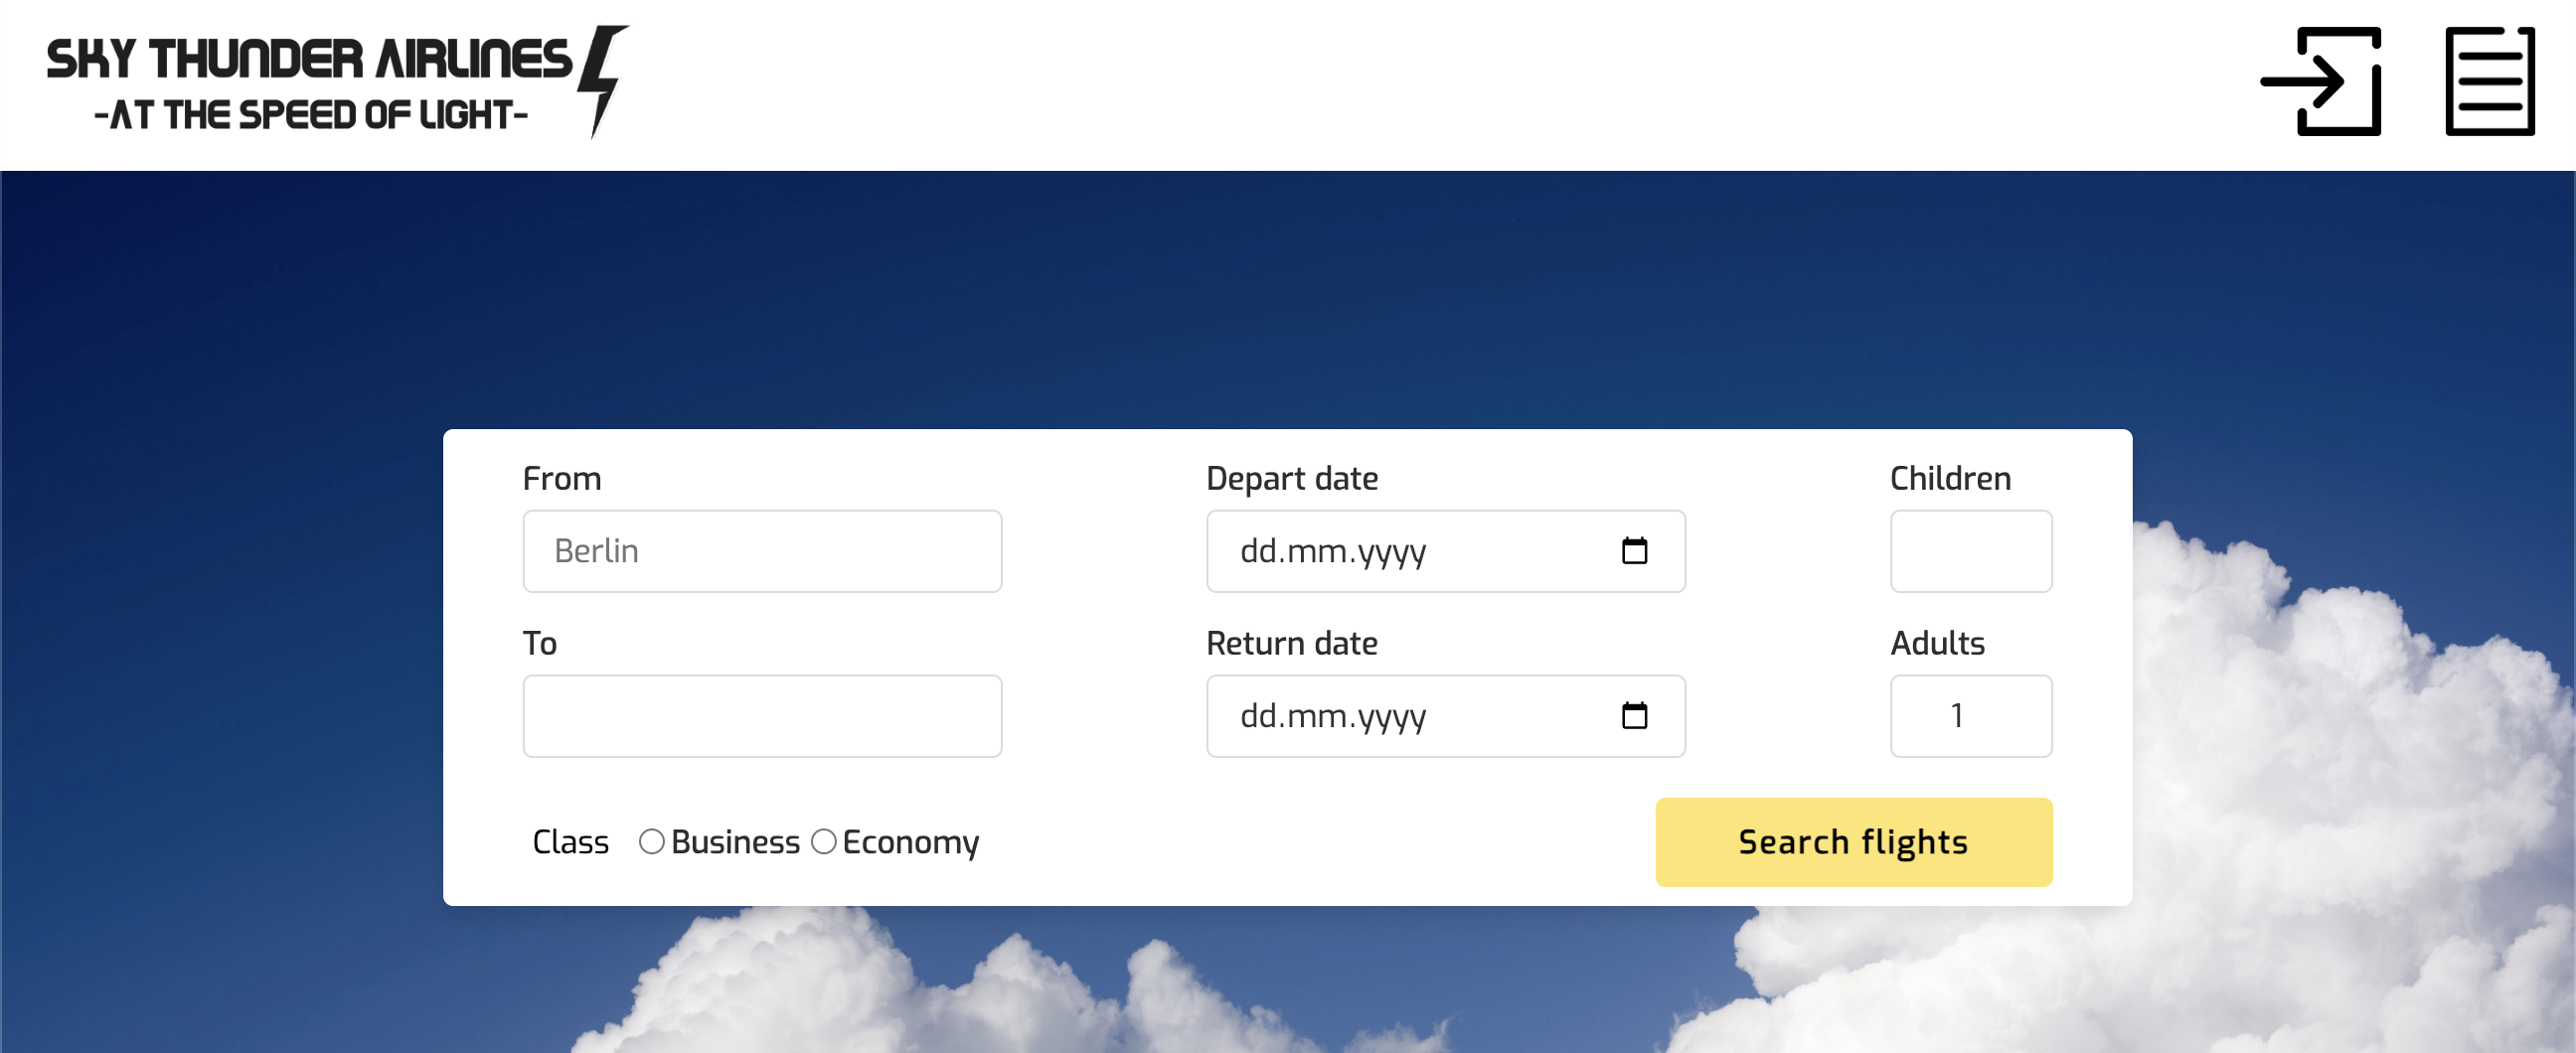 SKY THUNDER AIRLINES
-AT THE SPEED OF LIGHT-
From
Berlin
To
Depart date
dd.mm.yyyy
Return date
dd.mm.yyyy
Children
Adults
1
Class Business Economy
Search flights